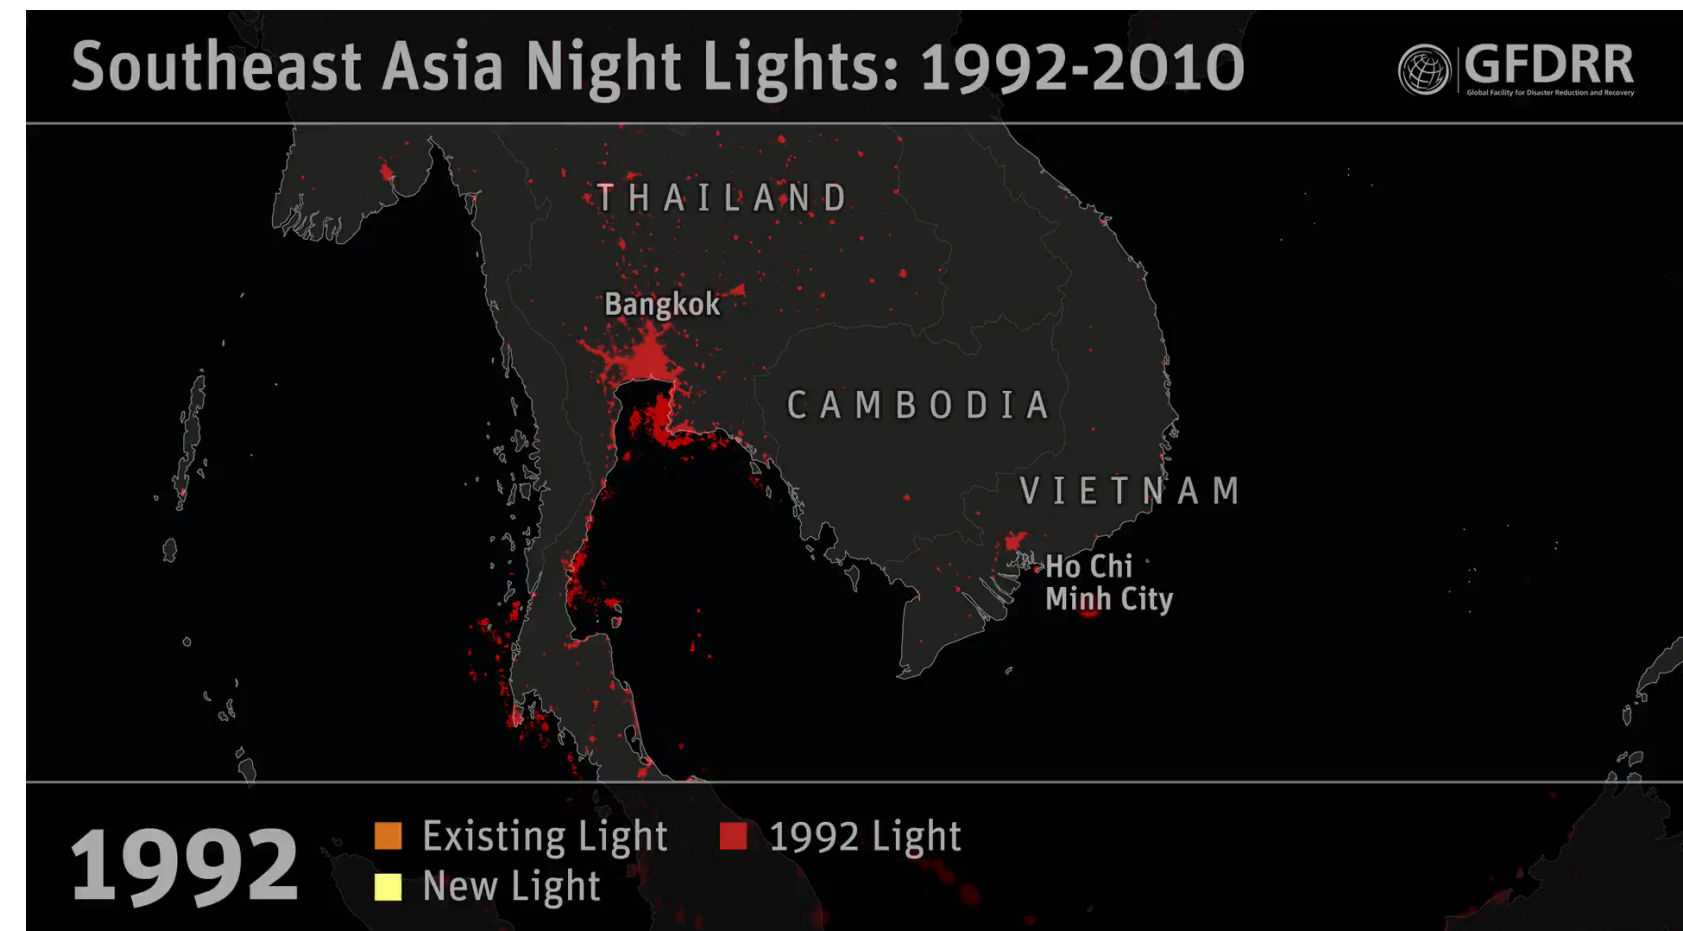 Southeast Asia Night Lights: 1992-2010
GFDRR
Global Facility for Disaster Reduction and Recovery
THAILAND
Bangkok
CAMBODIA
VIETNAM
Ho Chi
Minh City
1992
Existing Light
1992 Light
New Light